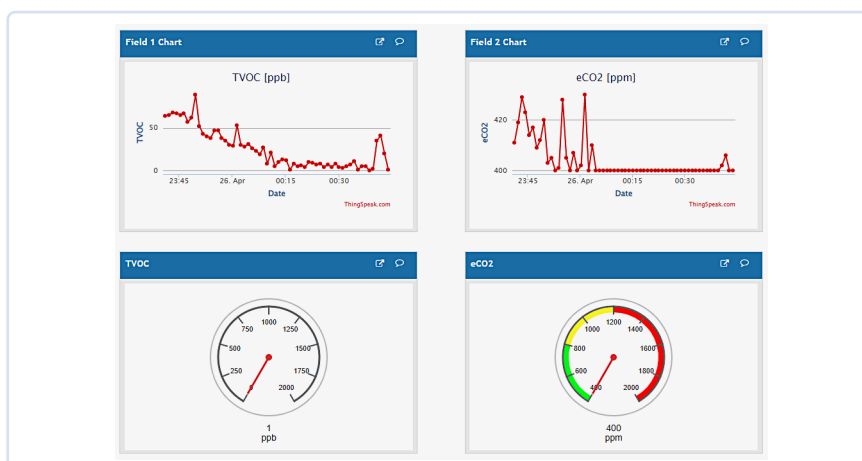 Field 1 Chart
TVOC [ppb]
TVOC
50
0
23:45 26. Apr 00:15 00:30
Date
ThingSpeak.com
Field 2 Chart
eCO2 [ppm]
eCO2
420
400
23:45 26. Apr 00:15 00:30
Date
ThingSpeak.com
TVOC
0
250
500
750
1000
1250
1500
1750
2000
1
ppb
eCO2
400
600
800
1000
1200
1400
1600
1800
2000
400
ppm